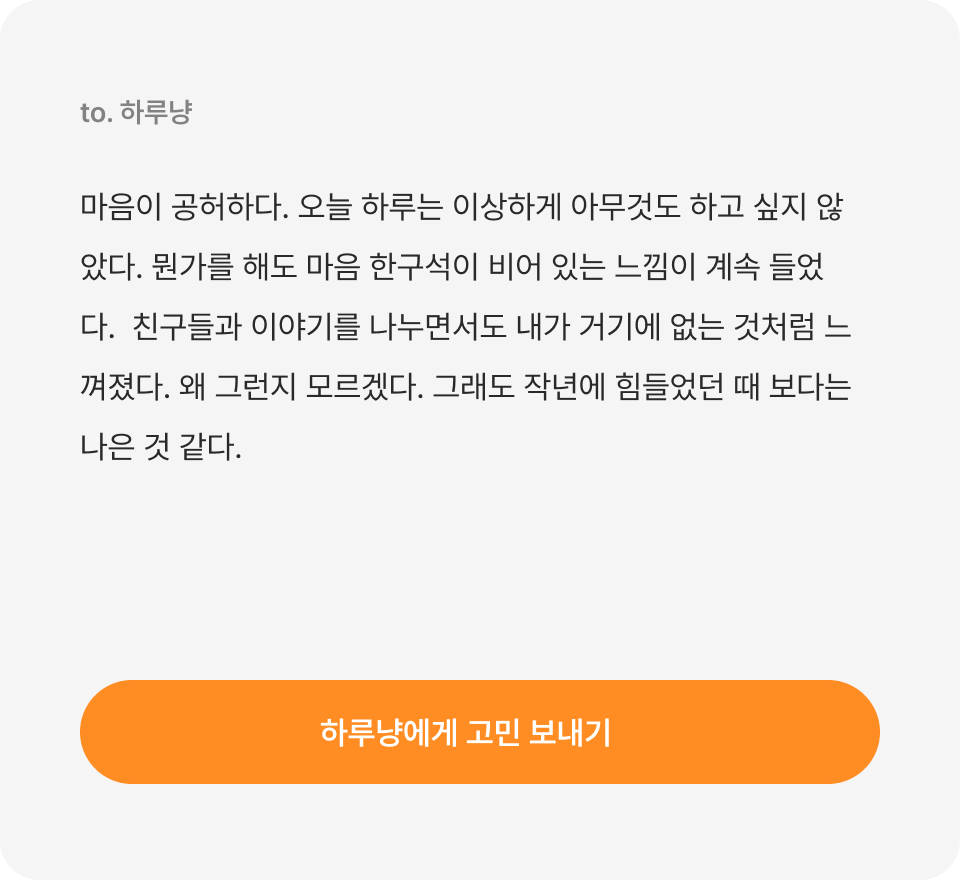 to. 하루냥
마음이 공허하다. 오늘 하루는 이상하게 아무것도 하고 싶지 않
았다. 뭔가를 해도 마음 한구석이 비어 있는 느낌이 계속 들었
다.  친구들과 이야기를 나누면서도 내가 거기에 없는 것처럼 느
껴졌다. 왜 그런지 모르겠다. 그래도 작년에 힘들었던 때 보다는
나은 것 같다.
하루냥에게 고민 보내기